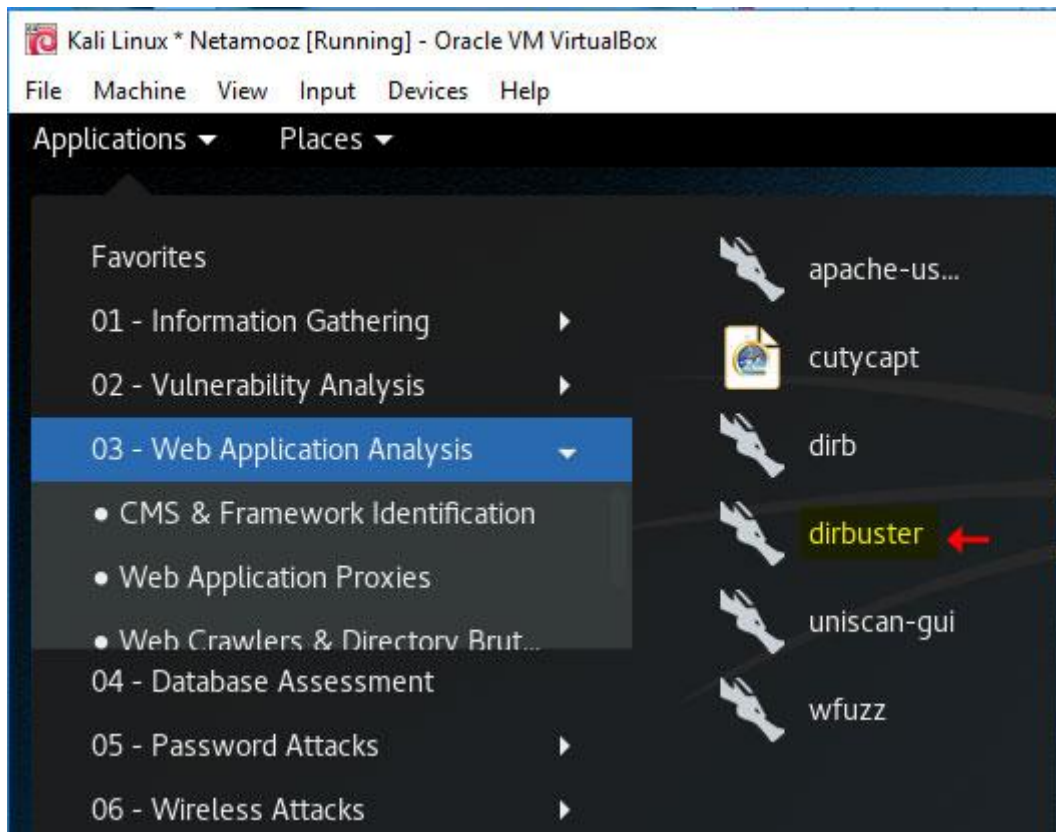 Kali Linux * Netamooz [Running] - Oracle VM VirtualBox
File Machine View Input Devices Help
Applications Places
Favorites
01 - Information Gathering
02 - Vulnerability Analysis
03 - Web Application Analysis
• CMS & Framework Identification
• Web Application Proxies
• Web Crawlers & Directory Brut...
04 - Database Assessment
05 - Password Attacks
06 - Wireless Attacks
apache-us...
cutycapt
dirb
dirbuster
uniscan-gui
wfuzz